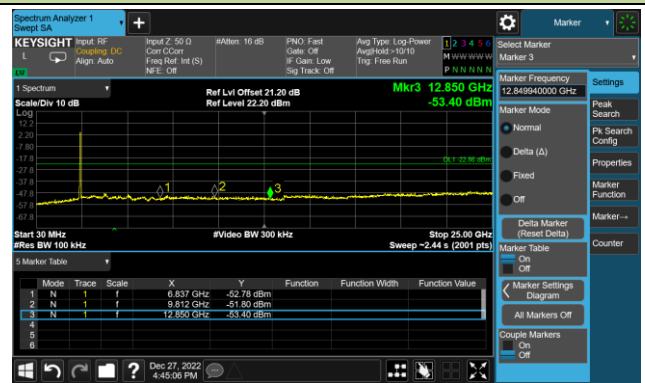 Spectrum Analyzer 1
Swept SA
Marker
KEYSIGHT
L
Input: RF
Coupling: DC
Align: Auto
Input Z: 50 Ω
Corr CCorr
Freq Ref: Int (S)
NFE: Off
#Atten: 16 dB
PNO: Fast
Gate: Off
IF Gain: Low
Sig Track: Off
Avg Type: Log-Power
Avg|Hold:>10/10
Trig: Free Run
1 2 3 4 5 6
M W W W W W
P N N N N N
Select Marker
Marker 3
1 Spectrum
Scale/Div 10 dB
Log
Ref Lvl Offset 21.20 dB
Ref Level 22.20 dBm
Mkr3 12.850 GHz
-53.40 dBm
12.2
2.20
-7.80
-17.8
-27.8
-37.8
-47.8
-57.8
-67.8
1
2
3
Start 30 MHz
#Res BW 100 kHz
#Video BW 300 kHz
Stop 25.00 GHz
Sweep ~2.44 s (2001 pts)
5 Marker Table
Mode Trace Scale X Y Function Function Width Function Value
1 N 1 f 6.837 GHz -52.78 dBm
2 N 1 f 9.812 GHz -51.80 dBm
3 N 1 f 12.850 GHz -53.40 dBm
4
5
6
Marker Frequency
12.849940000 GHz
Marker Mode
Normal
Delta (Δ)
Fixed
Off
Delta Marker
(Reset Delta)
Marker Table
On
Off
Marker Settings
Diagram
All Markers Off
Couple Markers
On
Off
Settings
Peak
Search
Pk Search
Config
Properties
Marker
Function
Marker→
Counter
?
Dec 27, 2022
4:45:06 PM